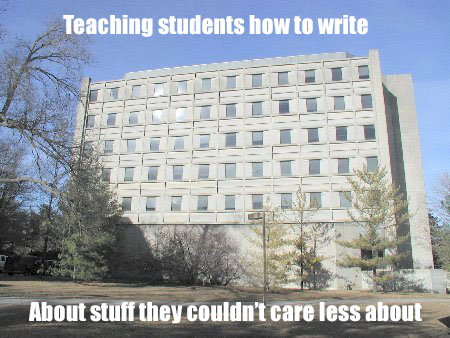 Teaching students how to write
About stuff they couldn't care less about